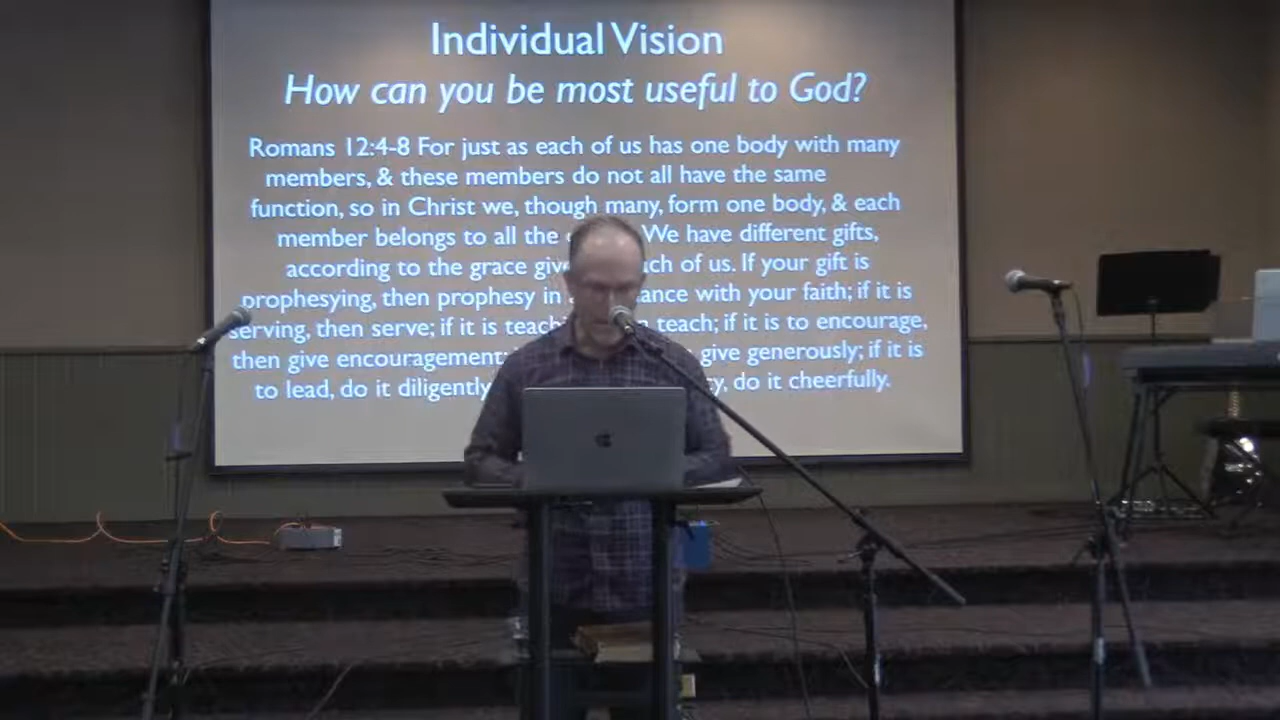 Individual Vision
How can you be most useful to God?
Romans 12:4-8 For just as each of us has one body with many
members, & these members do not all have the same
function, so in Christ we, though many, form one body, & each
member belongs to all the We have different gifts,
according to the grace of us. If your gift is
prophesying, then prophesy in with your faith; if it is
serving, then serve; if it is teach; if it is to encourage,
then give encouragement; give generously; if it is
to lead, do it diligently do it cheerfully.